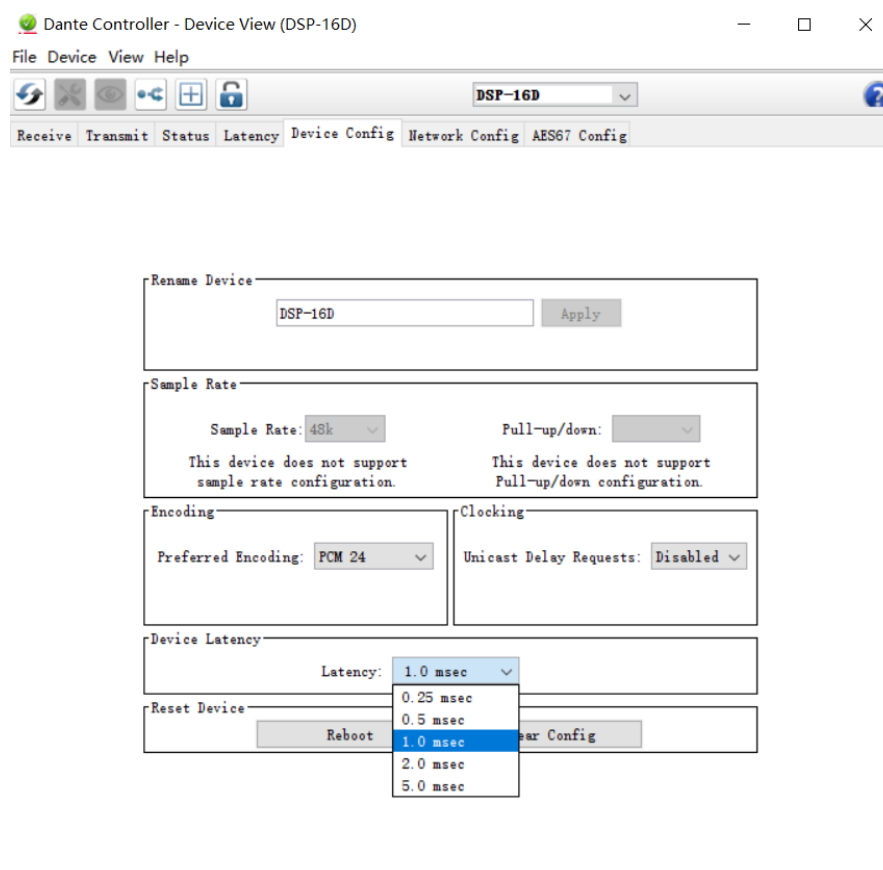 Dante Controller - Device View (DSP-16D)
File Device View Help
DSP-16D
?
Receive Transmit Status Latency Device Config Network Config AES67 Config
Rename Device
DSP-16D Apply
Sample Rate
Sample Rate: 48k Pull-up/down:
This device does not support This device does not support
sample rate configuration. Pull-up/down configuration.
Encoding Clocking
Preferred Encoding: PCM 24 Unicast Delay Requests: Disabled
Device Latency
Latency: 1.0 msec
0.25 msec
Reset Device
0.5 msec
Reboot ear Config
1.0 msec
2.0 msec
5.0 msec